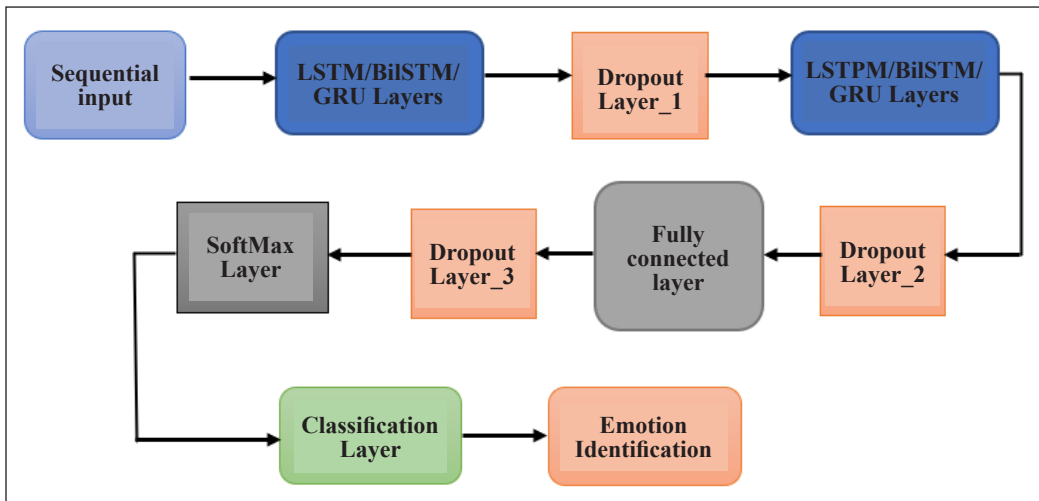 Sequential
input
LSTM/BilSTM/
GRU Layers
Dropout
Layer_1
LSTPM/BilSTM/
GRU Layers
Dropout
Layer_2
Fully
connected
layer
Dropout
Layer_3
SoftMax
Layer
Classification
Layer
Emotion
Identification